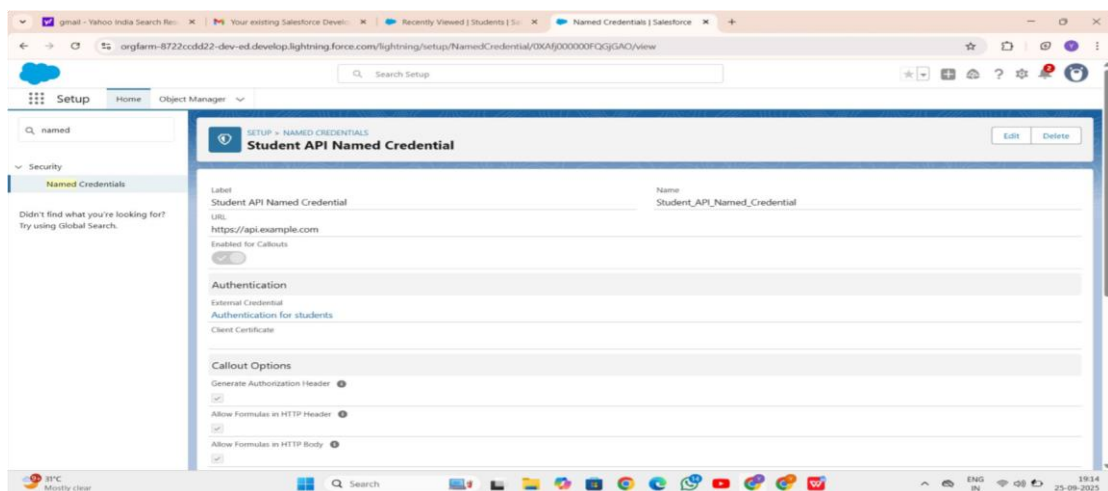 gmail - Yahoo India Search Res
Your existing Salesforce Develo
Recently Viewed | Students | Sa
Named Credentials | Salesforce
orgfarm-8722ccdd22-dev-ed.develop.lightning.force.com/lightning/setup/NamedCredential/0XAfj000000FQGjGAO/view
Search Setup
2
Setup
Home
Object Manager
named
SETUP > NAMED CREDENTIALS
Student API Named Credential
Edit
Delete
Security
Named Credentials
Didn't find what you're looking for?
Try using Global Search.
Label
Student API Named Credential
Name
Student_API_Named_Credential
URL
https://api.example.com
Enabled for Callouts
Authentication
External Credential
Authentication for students
Client Certificate
Callout Options
Generate Authorization Header
Allow Formulas in HTTP Header
Allow Formulas in HTTP Body
31°C
Mostly clear
Search
ENG
IN
19:14
25-09-2025